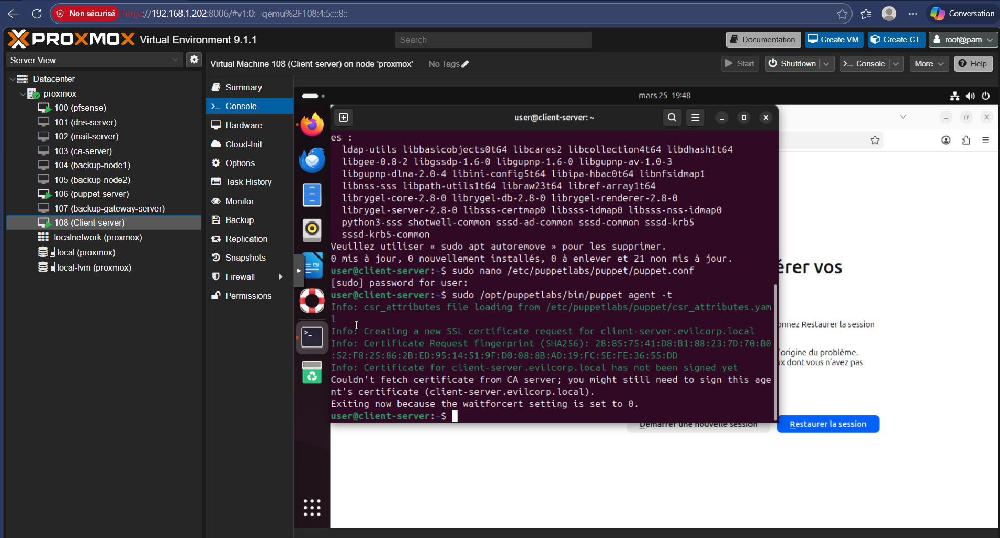 Non sécurisé https://192.168.1.202:8006/#v1:0:=qemu%2F108:4:5::::8::
Conversation
PROXMOX Virtual Environment 9.1.1
Search
Documentation
Create VM
Create CT
root@pam
Server View
Virtual Machine 108 (Client-server) on node 'proxmox'
No Tags
Start
Shutdown
Console
More
Help
Datacenter
proxmox
100 (pfsense)
101 (dns-server)
102 (mail-server)
103 (ca-server)
104 (backup-node1)
105 (backup-node2)
106 (puppet-server)
107 (backup-gateway-server)
108 (Client-server)
localnetwork (proxmox)
local (proxmox)
local-lvm (proxmox)
Summary
Console
Hardware
Cloud-Init
Options
Task History
Monitor
Backup
Replication
Snapshots
Firewall
Permissions
mars 25 19:48
user@client-server: ~
es :
ldap-utils libbasicobjects0t64 libcares2 libcollection4t64 libdhash1t64
libgee-0.8-2 libgssdp-1.6-0 libgupnp-1.6-0 libgupnp-av-1.0-3
libgupnp-dlna-2.0-4 libini-config5t64 libipa-hbac0t64 libnfsidmap1
libnss-sss libpath-utils1t64 libraw23t64 libref-array1t64
librygel-core-2.8-0 librygel-db-2.8-0 librygel-renderer-2.8-0
librygel-server-2.8-0 libsss-certmap0 libsss-idmap0 libsss-nss-idmap0
python3-sss shotwell-common sssd-ad-common sssd-common sssd-krb5
sssd-krb5-common
Veuillez utiliser « sudo apt autoremove » pour les supprimer.
0 mis à jour, 0 nouvellement installés, 0 à enlever et 21 non mis à jour.
user@client-server:~$ sudo nano /etc/puppetlabs/puppet/puppet.conf
[sudo] password for user:
user@client-server:~$ sudo /opt/puppetlabs/bin/puppet agent -t
Info: csr_attributes file loading from /etc/puppetlabs/puppet/csr_attributes.yam
l
Info: Creating a new SSL certificate request for client-server.evilcorp.local
Info: Certificate Request fingerprint (SHA256): 28:85:75:41:D8:B1:88:23:7D:70:B0
:52:F8:25:86:2B:ED:95:14:51:9F:D0:08:8B:AD:19:FC:5E:FE:36:55:DD
Info: Certificate for client-server.evilcorp.local has not been signed yet
Couldn't fetch certificate from CA server; you might still need to sign this age
nt's certificate (client-server.evilcorp.local).
Exiting now because the waitforcert setting is set to 0.
user@client-server:~$
érer vos
onnez Restaurer la session
'origine du problème.
ux dont vous n'avez pas
Démarrer une nouvelle session
Restaurer la session